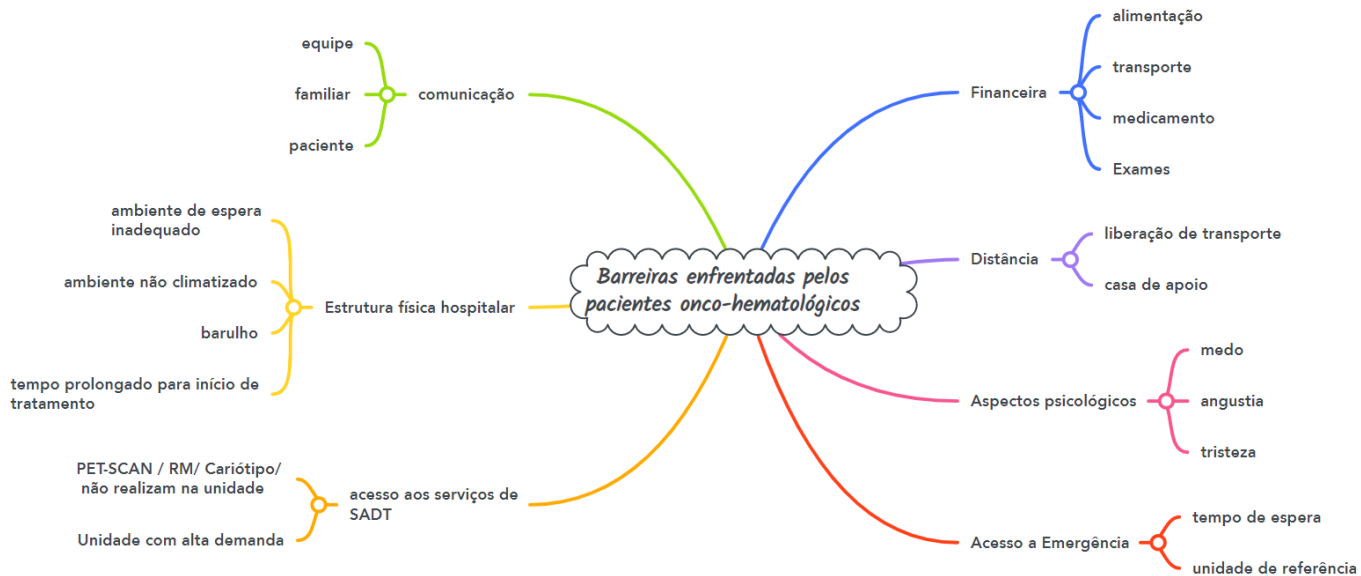 Barreiras enfrentadas pelos
pacientes onco-hematológicos
comunicação
equipe
familiar
paciente
Estrutura física hospitalar
ambiente de espera
inadequado
ambiente não climatizado
barulho
tempo prolongado para início de
tratamento
acesso aos serviços de
SADT
PET-SCAN / RM/ Cariótipo/
não realizam na unidade
Unidade com alta demanda
Financeira
alimentação
transporte
medicamento
Exames
Distância
liberação de transporte
casa de apoio
Aspectos psicológicos
medo
angustia
tristeza
Acesso a Emergência
tempo de espera
unidade de referência